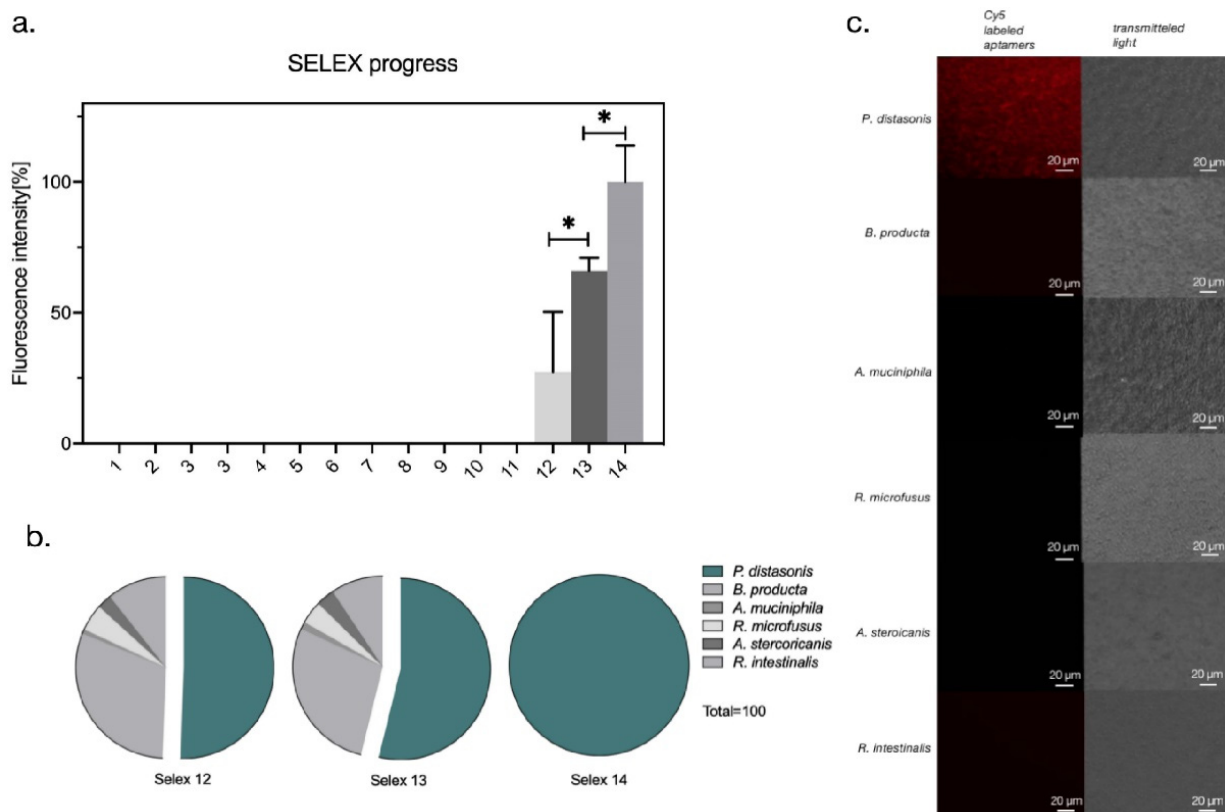 a.
SELEX progress
Fluorescence intensity[%]
100
50
0
*
*
1 2 3 3 4 5 6 7 8 9 10 11 12 13 14
b.
P. distasonis
B. producta
A. muciniphila
R. microfusus
A. stercoricanis
R. intestinalis
Total=100
Selex 12
Selex 13
Selex 14
c.
Cy5
labeled
aptamers
transmitteled
light
P. distasonis
20 µm
20 µm
B. producta
20 µm
20 µm
A. muciniphila
20 µm
20 µm
R. microfusus
20 µm
20 µm
A. steroicanis
20 µm
20 µm
R. intestinalis
20 µm
20 µm